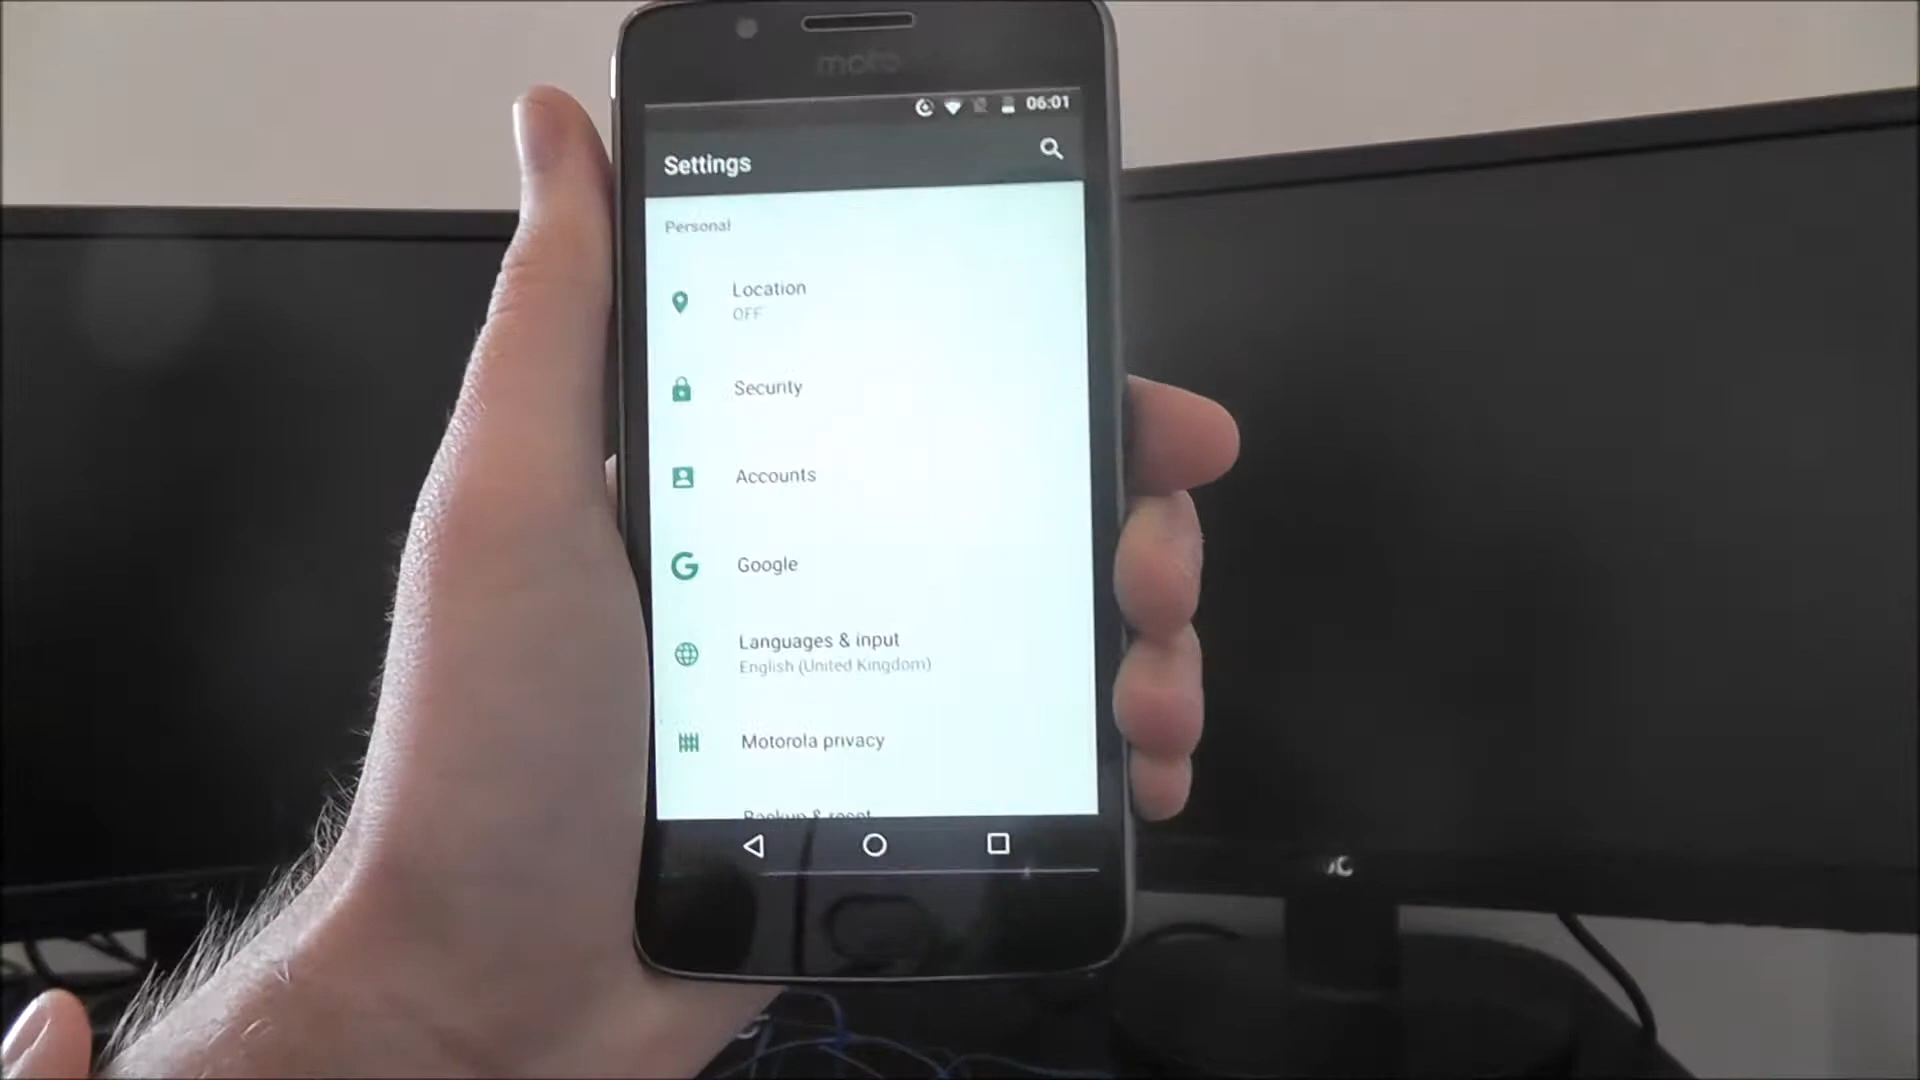 moto
06:01
Settings
Personal
Location
OFF
Security
Accounts
Google
Languages & input
English (United Kingdom)
Motorola privacy
Backup & reset